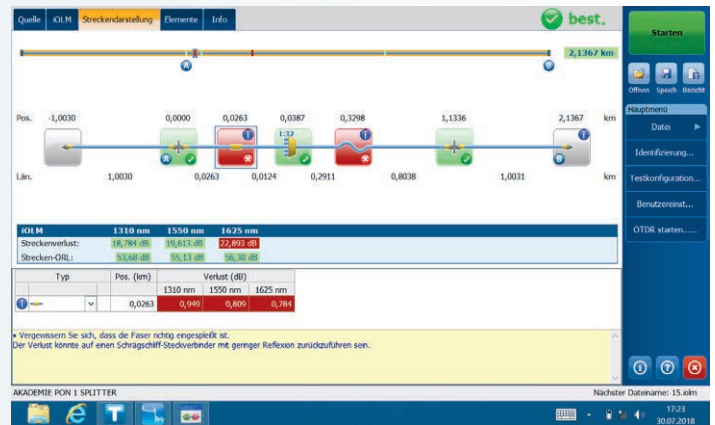 Quelle iOLM Streckendarstellung Elemente Info
best.
Starten
2,1367 km
A B
Öffnen Speich Bericht
Hauptmenü
Datei
Identifizierung...
Testkonfiguration...
Benutzereinst...
OTDR starten......
Pos. -1,0030 0,0000 0,0263 0,0387 0,3298 1,1336 2,1367 km
1:32
A B
Län. 1,0030 0,0263 0,0124 0,2911 0,8038 1,0031 km
iOLM 1310 nm 1550 nm 1625 nm
Streckenverlust: 18,784 dB 19,613 dB 22,893 dB
Strecken-ORL: 53,68 dB 55,13 dB 56,30 dB
Typ Pos. (km) Verlust (dB)
1310 nm 1550 nm 1625 nm
0,0263 0,949 0,809 0,784
• Vergewissern Sie sich, dass die Faser richtig eingespleißt ist.
Der Verlust könnte auf einen Schrägschliff-Steckverbinder mit geringer Reflexion zurückzuführen sein.
AKADEMIE PON 1 SPLITTER
Nächster Dateiname: 15.iolm
17:23
30.07.2018